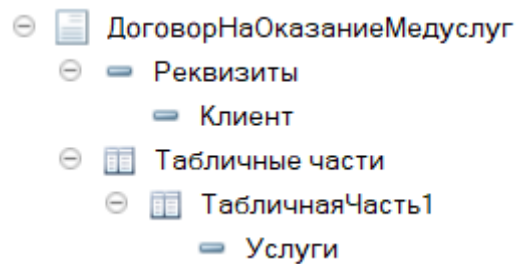 ДоговорНаОказаниеМедуслуг
Реквизиты
Клиент
Табличные части
ТабличнаяЧасть1
Услуги